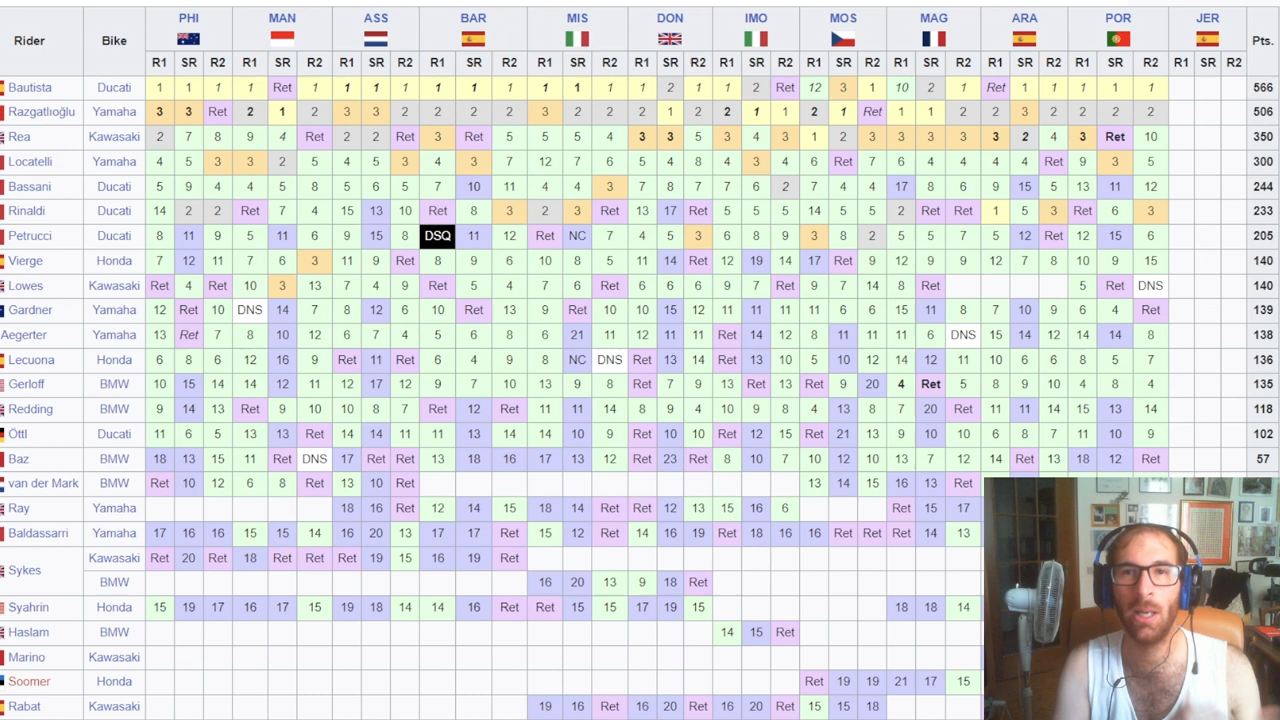 PHI MAN ASS BAR MIS DON IMO MOS MAG ARA POR JER
Rider Bike Pts.
R1 SR R2 R1 SR R2 R1 SR R2 R1 SR R2 R1 SR R2 R1 SR R2 R1 SR R2 R1 SR R2 R1 SR R2 R1 SR R2 R1 SR R2 R1 SR R2
Bautista Ducati 1 1 1 1 Ret 1 1 1 1 1 1 1 1 1 1 1 2 1 1 2 Ret 12 3 1 10 2 1 Ret 1 1 1 1 1 566
Razgatlıoğlu Yamaha 3 3 Ret 2 1 2 3 3 2 2 2 2 3 2 2 2 1 2 2 1 1 2 1 Ret 1 1 2 2 3 2 2 2 2 506
Rea Kawasaki 2 7 8 9 4 Ret 2 2 Ret 3 Ret 5 5 5 4 3 3 5 3 4 3 1 2 3 3 3 3 3 2 4 3 Ret 10 350
Locatelli Yamaha 4 5 3 3 2 5 4 5 3 4 3 7 12 7 6 5 4 4 4 3 4 6 Ret 7 6 4 4 4 4 Ret 9 3 5 300
Bassani Ducati 5 9 4 4 5 8 5 6 5 7 10 11 4 4 3 7 8 7 7 6 2 7 4 4 17 8 6 9 15 5 13 11 12 244
Rinaldi Ducati 14 2 2 Ret 7 4 15 13 10 Ret 8 3 2 3 Ret 13 17 Ret 5 5 5 14 5 5 2 Ret Ret 1 5 3 Ret 6 3 233
Petrucci Ducati 8 11 9 5 11 6 9 15 8 DSQ 11 12 Ret NC 7 4 5 3 6 8 9 3 8 2 5 5 7 5 12 Ret 12 15 6 205
Vierge Honda 7 12 11 7 6 3 11 9 Ret 8 9 6 10 8 5 11 14 Ret 12 19 14 17 Ret 9 12 9 9 12 7 8 10 9 15 140
Lowes Kawasaki Ret 4 Ret 10 3 13 7 4 9 Ret 5 8 7 6 Ret 6 6 6 9 7 Ret 9 7 14 8 Ret 5 Ret DNS 140
Gardner Yamaha 12 Ret 10 DNS 14 7 8 12 6 10 Ret 13 9 Ret 10 10 15 12 11 11 11 11 6 6 15 11 8 7 10 9 6 4 Ret 139
Aegerter Yamaha 13 Ret 7 8 10 12 6 7 4 5 6 8 6 21 11 12 11 11 Ret 14 12 8 11 11 11 6 DNS 15 14 12 14 14 8 138
Lecuona Honda 6 8 6 12 16 9 Ret 11 Ret 6 4 9 8 NC DNS Ret 13 14 Ret 13 10 5 10 12 14 12 11 10 6 6 8 5 7 136
Gerloff BMW 10 15 14 14 12 11 12 17 12 9 7 10 13 9 8 Ret 7 9 13 Ret 13 Ret 9 20 4 Ret 5 8 9 10 4 8 4 135
Redding BMW 9 14 13 Ret 9 10 10 8 7 Ret 12 Ret 11 11 14 8 9 4 10 9 8 4 13 8 7 20 Ret 11 11 14 15 13 14 118
Öttl Ducati 11 6 5 13 13 Ret 14 14 11 11 13 14 14 10 9 Ret 10 10 Ret 12 15 Ret 21 13 9 10 10 6 8 7 11 10 9 102
Baz BMW 18 13 15 11 Ret DNS 17 Ret Ret 13 18 16 17 13 12 Ret 23 Ret 8 10 7 10 12 10 13 7 12 14 Ret 13 18 12 Ret 57
van der Mark BMW Ret 10 12 6 8 Ret 13 10 Ret 13 14 15 16 13 Ret
Ray Yamaha 18 16 Ret 12 14 15 18 14 Ret Ret 12 13 15 16 6 Ret 15 17
Baldassarri Yamaha 17 16 16 15 15 14 16 20 13 17 17 Ret 15 12 Ret 14 16 19 Ret 18 16 16 Ret Ret Ret 14 13
Sykes Kawasaki Ret 20 Ret 18 Ret Ret Ret 19 15 16 19 Ret
BMW 16 20 13 9 18 Ret
Syahrin Honda 15 19 17 16 17 15 19 18 14 14 16 Ret Ret 15 15 17 19 15 18 18 14
Haslam BMW 14 15 Ret
Marino Kawasaki
Soomer Honda Ret 19 19 21 17 15
Rabat Kawasaki 19 16 Ret 16 20 Ret 16 20 Ret 15 15 18